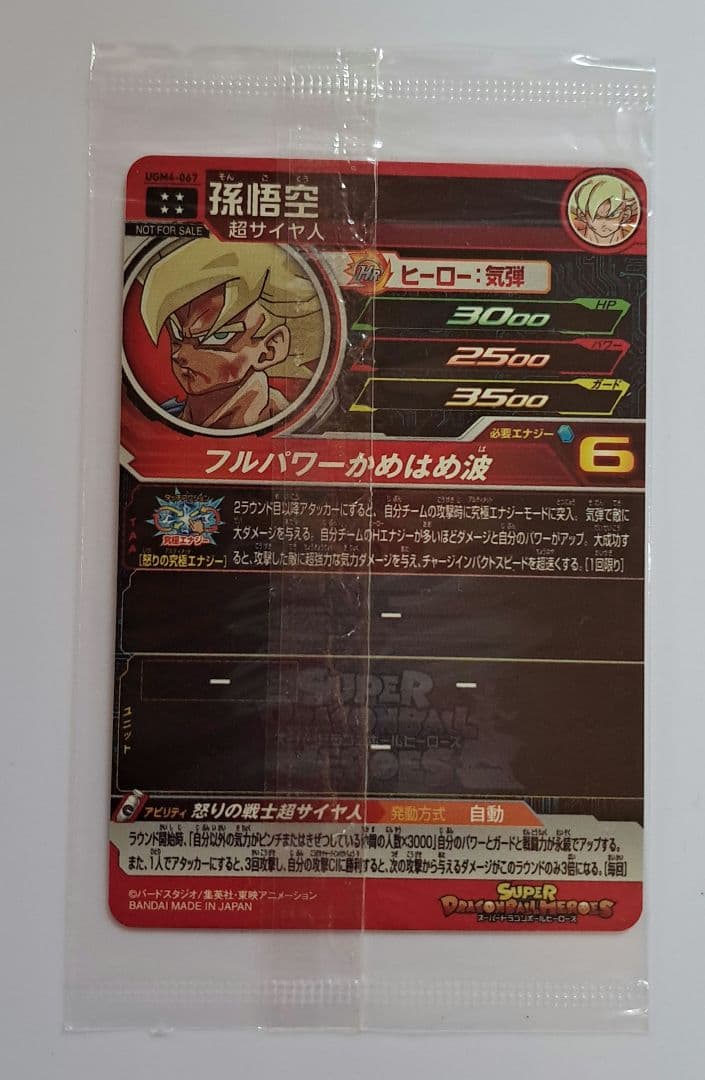 UGM4-067
孫悟空
そん ご くう
NOT FOR SALE
超サイヤ人
HR ヒーロー:気弾
HP
3000
パワー
2500
ガード
3500
必要エナジー 6
フルパワーかめはめ波
TAA
究極エナジー
[怒りの究極エナジー]
2ラウンド目以降アタッカーにすると、自分チームの攻撃時に究極エナジーモードに突入。気弾で敵に
大ダメージを与える。自分チームのHエナジーが多いほどダメージと自分のパワーがアップ。大成功す
ると、攻撃した敵に超強力な気力ダメージを与え、チャージインパクトスピードを超速くする。[1回限り]
-
ユニット
- -
-
SUPER
DRAGONBALL
スーパードラゴンボールヒーローズ
HEROES
アビリティ 怒りの戦士超サイヤ人 発動方式 自動
ラウンド開始時、「自分以外の気力がピンチまたはきぜつしている仲間の人数×3000」自分のパワーとガードと戦闘力が永続でアップする。
また、1人でアタッカーにすると、3回攻撃し、自分の攻撃CIに勝利すると、次の攻撃から与えるダメージがこのラウンドのみ3倍になる。[毎回]
©バードスタジオ/集英社・東映アニメーション
BANDAI MADE IN JAPAN
SUPER
DRAGONBALL HEROES
スーパードラゴンボールヒーローズ